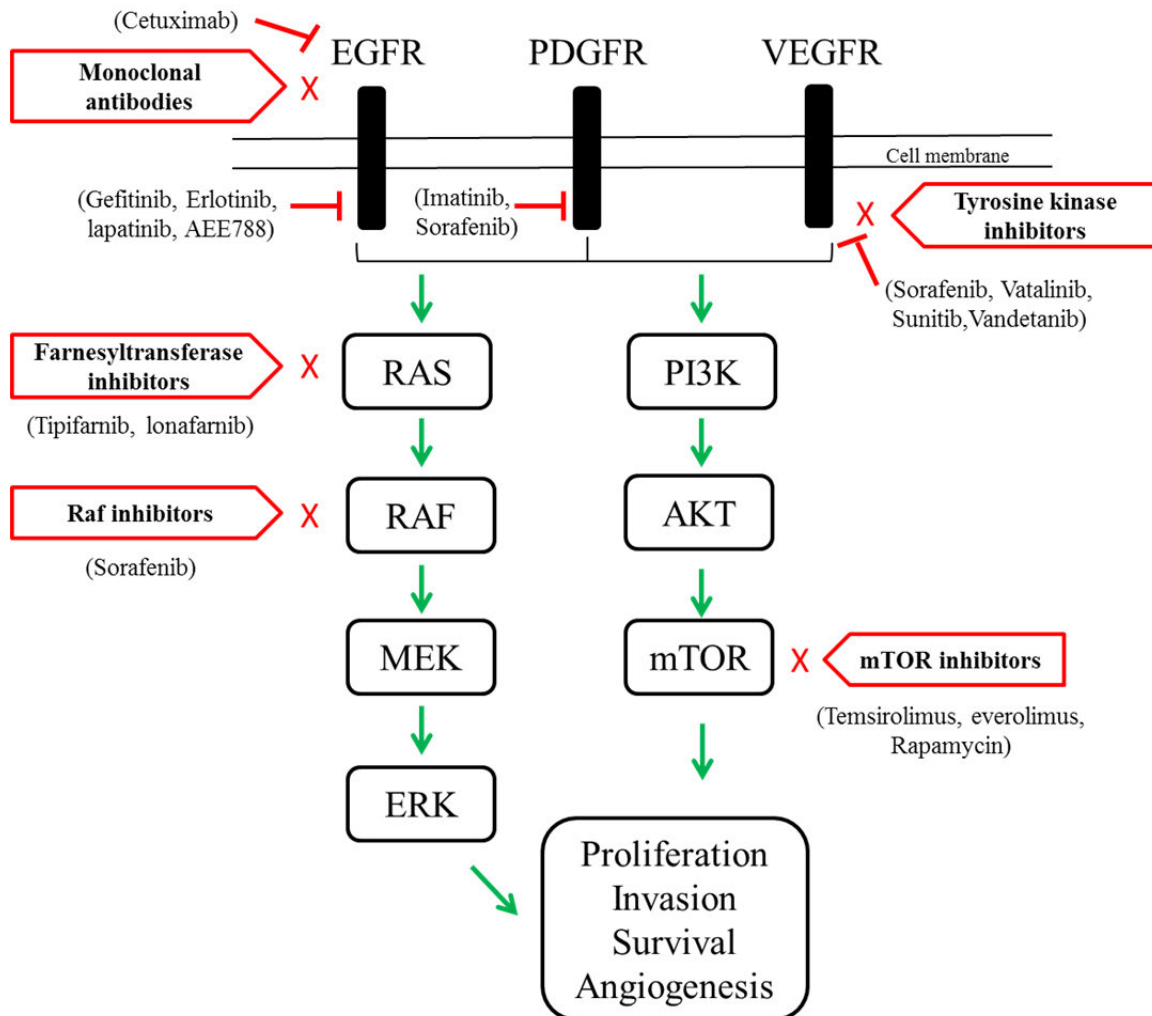 (Cetuximab)
EGFR
PDGFR
VEGFR
Monoclonal
antibodies
X
Cell membrane
(Gefitinib, Erlotinib,
lapatinib, AEE788)
(Imatinib,
Sorafenib)
X
Tyrosine kinase
inhibitors
(Sorafenib, Vatalinib,
Sunitib,Vandetanib)
Farnesyltransferase
inhibitors
X
RAS
PI3K
(Tipifarnib, lonafarnib)
Raf inhibitors
X
RAF
AKT
(Sorafenib)
MEK
mTOR
X
mTOR inhibitors
(Temsirolimus, everolimus,
Rapamycin)
ERK
Proliferation
Invasion
Survival
Angiogenesis